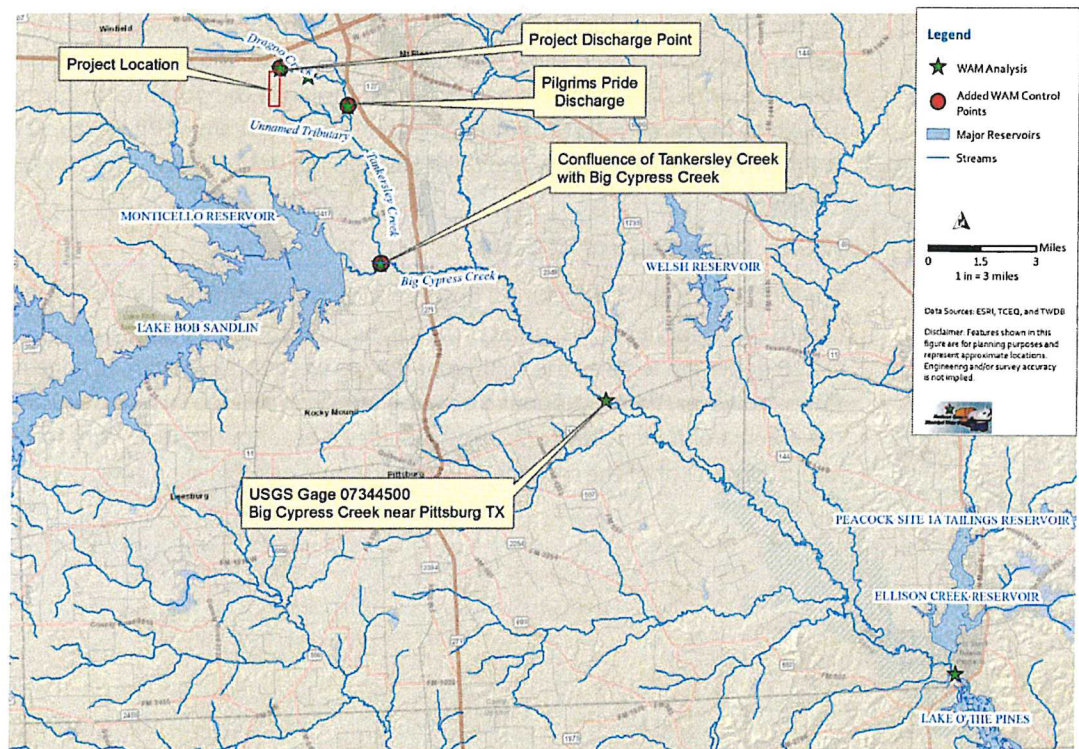 Winfield
Project Location
Dragoo Creek
Project Discharge Point
Pilgrims Pride
Discharge
Unnamed Tributary
Tankersley Creek
Confluence of Tankersley Creek
with Big Cypress Creek
MONTICELLO RESERVOIR
Big Cypress Creek
WELSH RESERVOIR
LAKE BOB SANDLIN
Rocky Mound
Pittsburg
Leesburg
USGS Gage 07344500
Big Cypress Creek near Pittsburg TX
PEACOCK SITE 1A TAILINGS RESERVOIR
ELLISON CREEK RESERVOIR
LAKE O' THE PINES
Legend
WAM Analysis
Added WAM Control
Points
Major Reservoirs
Streams
Miles
0 1.5 3
1 in = 3 miles
Data Sources: ESRI, TCEQ, and TWDB
Disclaimer: Features shown in this
figure are for planning purposes and
represent approximate locations.
Engineering and/or survey accuracy
is not implied.